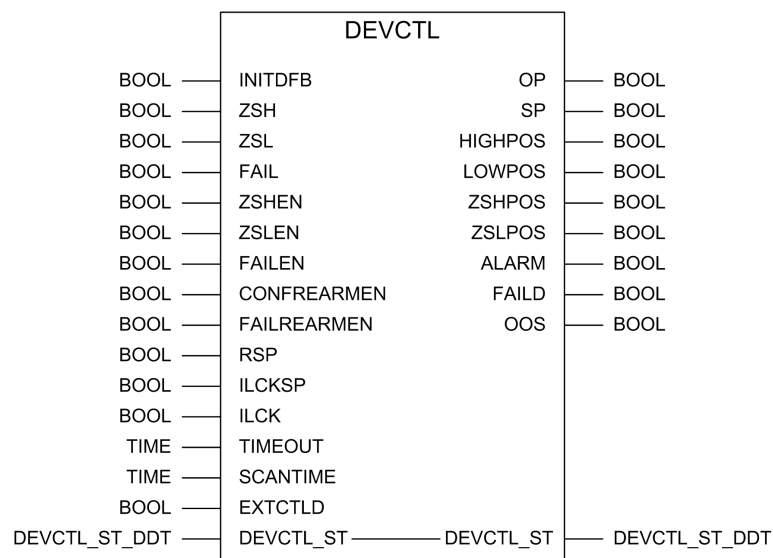 DEVCTL
BOOL INITDFB OP BOOL
BOOL ZSH SP BOOL
BOOL ZSL HIGHPOS BOOL
BOOL FAIL LOWPOS BOOL
BOOL ZSHEN ZSHPOS BOOL
BOOL ZSLEN ZSLPOS BOOL
BOOL FAILEN ALARM BOOL
BOOL CONFREARMEN FAILD BOOL
BOOL FAILREARMEN OOS BOOL
BOOL RSP
BOOL ILCKSP
BOOL ILCK
TIME TIMEOUT
TIME SCANTIME
BOOL EXTCTLD
DEVCTL_ST_DDT DEVCTL_ST DEVCTL_ST DEVCTL_ST_DDT